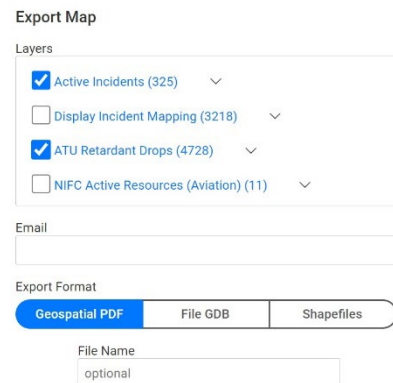 Export Map
Layers
Active Incidents (325)
Display Incident Mapping (3218)
ATU Retardant Drops (4728)
NIFC Active Resources (Aviation) (11)
Email
Export Format
Geospatial PDF File GDB Shapefiles
File Name
optional